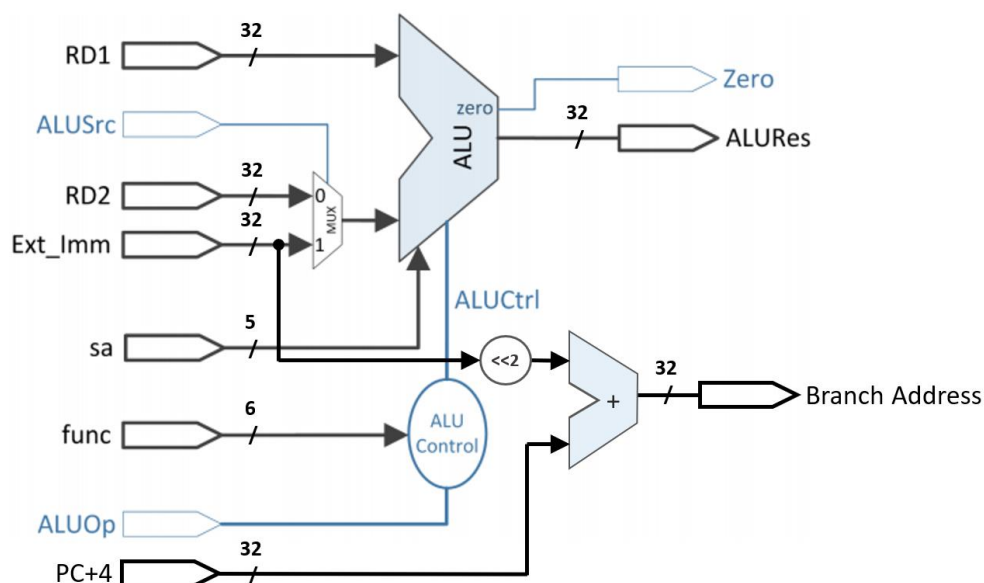 32
RD1
Zero
zero
32
ALUSrc
ALU
ALURes
32
RD2
0
MUX
32
Ext_Imm
1
ALUCtrl
5
sa
<<2
32
+
Branch Address
6
func
ALU
Control
ALUOp
32
PC+4